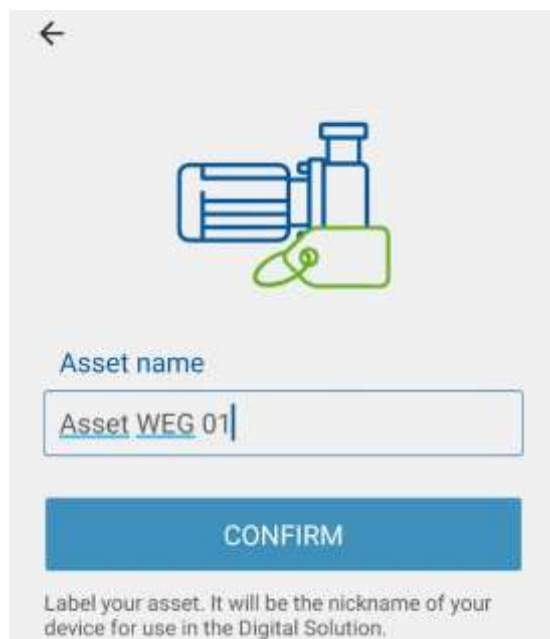 Asset name
Asset WEG 01
CONFIRM
Label your asset. It will be the nickname of your
device for use in the Digital Solution.